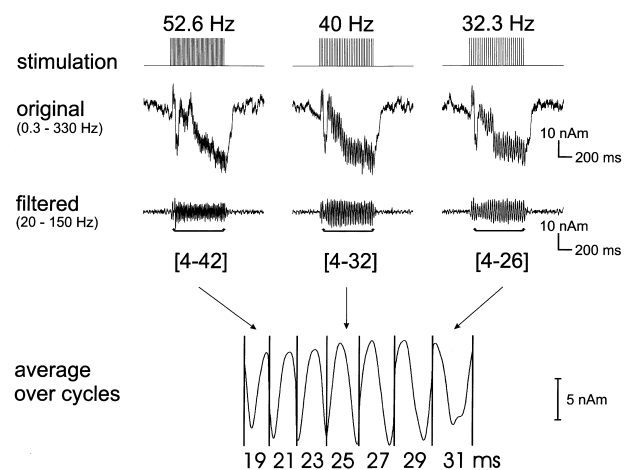 52.6 Hz 40 Hz 32.3 Hz
stimulation
original
(0.3 - 330 Hz)
10 nAm
200 ms
filtered
(20 - 150 Hz)
10 nAm
200 ms
[4-42] [4-32] [4-26]
average
over cycles
5 nAm
19 21 23 25 27 29 31 ms